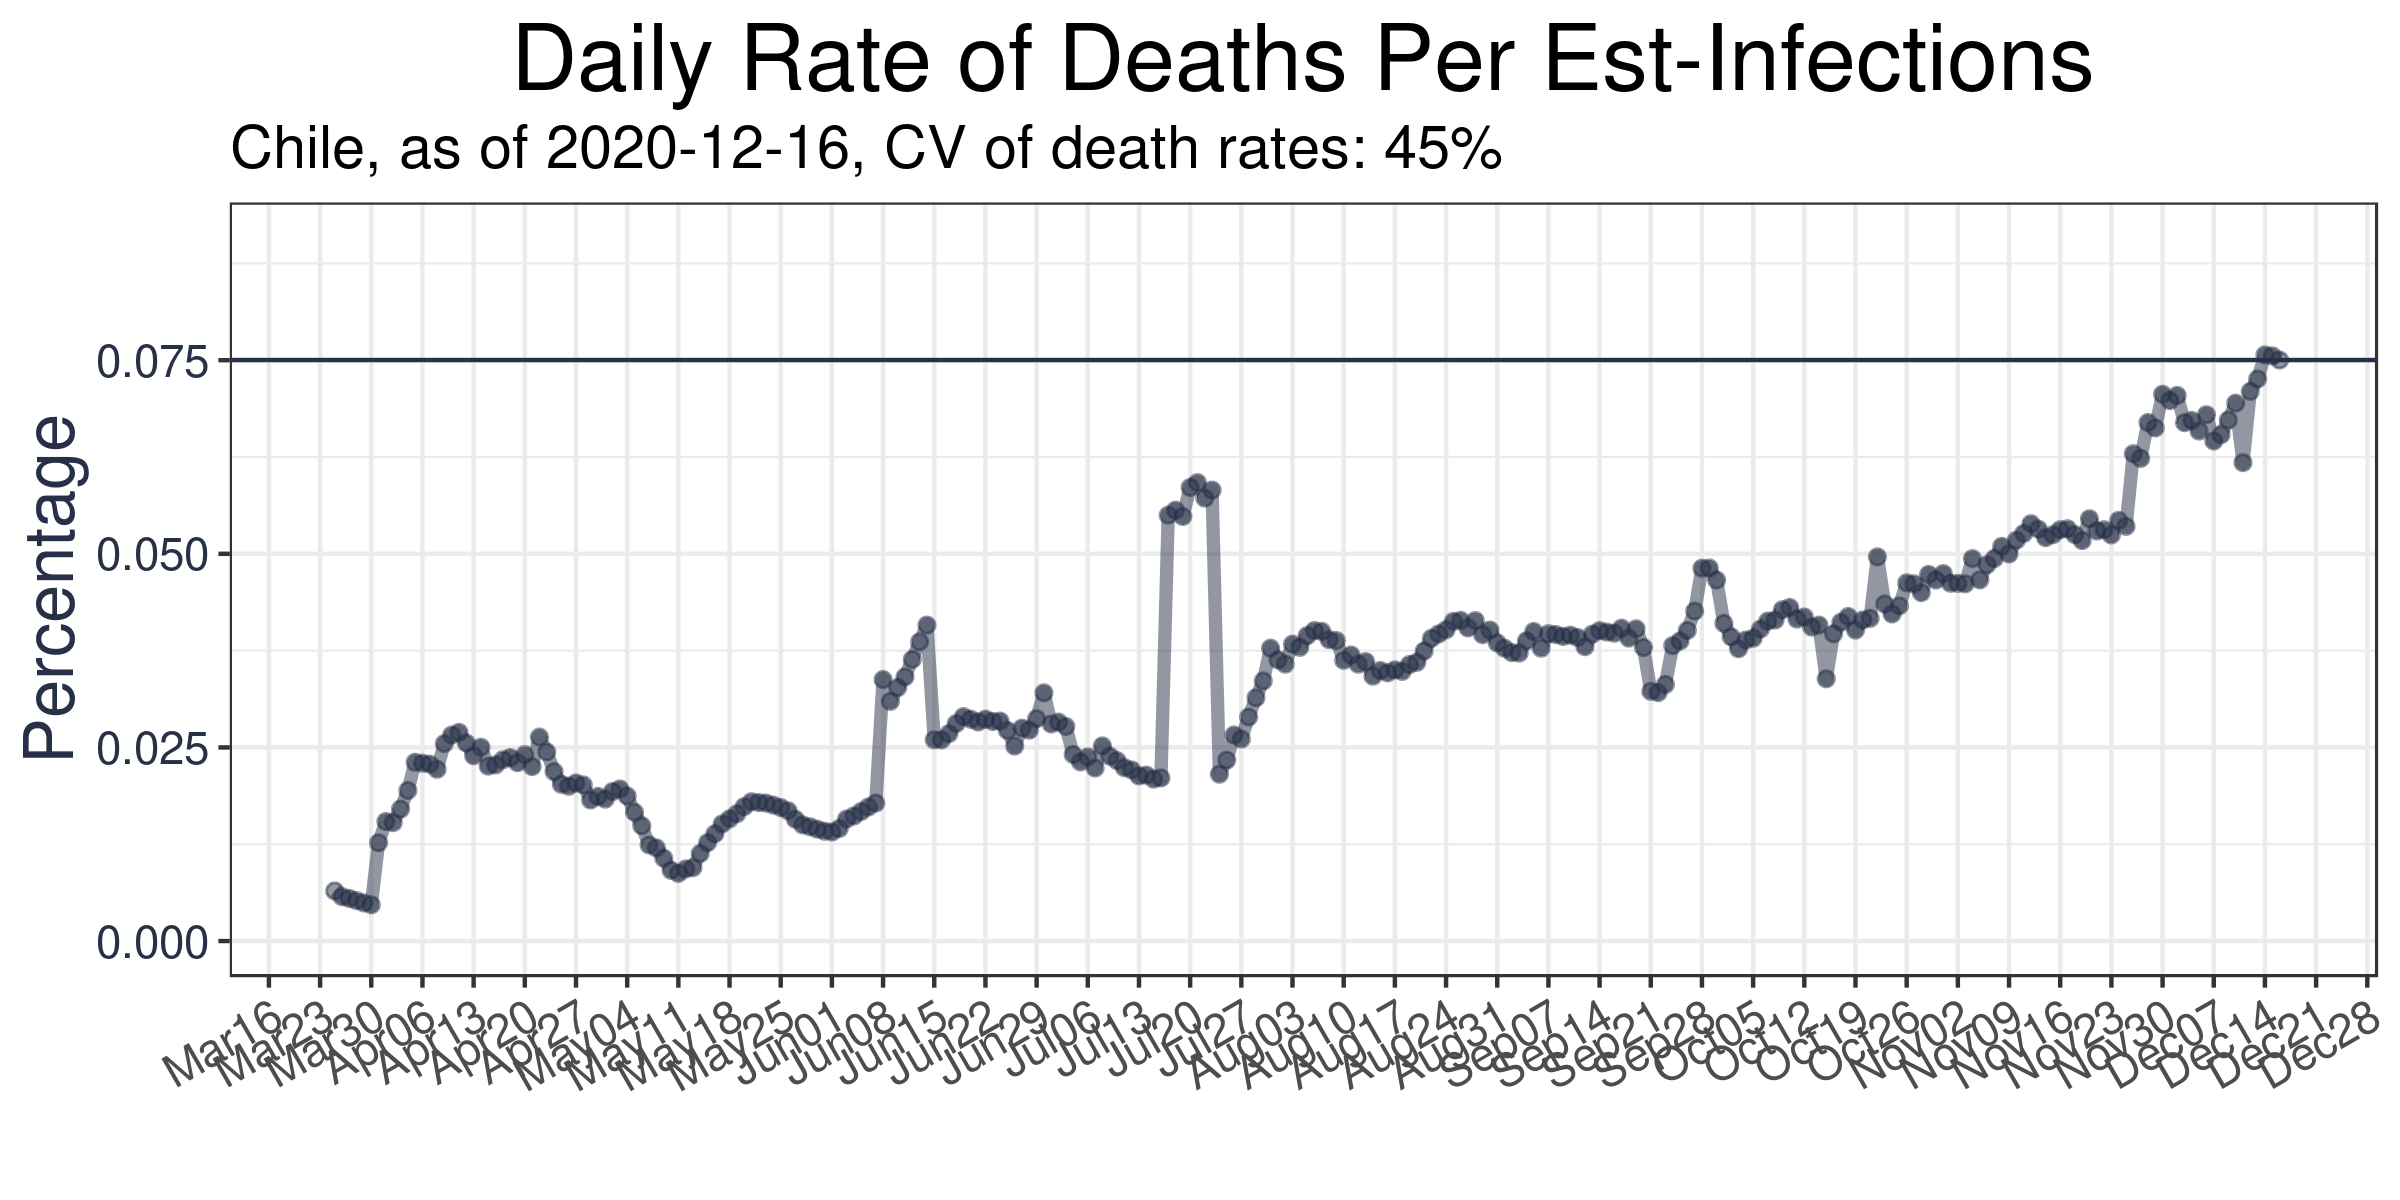 Daily Rate of Deaths Per Est-Infections
Chile, as of 2020-12-16, CV of death rates: 45%
Percentage
0.075
0.050
0.025
0.000
Mar16
Mar23
Mar30
Apr06
Apr13
Apr20
Apr27
May04
May11
May18
May25
Jun01
Jun08
Jun15
Jun22
Jun29
Jul06
Jul13
Jul20
Jul27
Aug03
Aug10
Aug17
Aug24
Aug31
Sep07
Sep14
Sep21
Sep28
Oct05
Oct12
Oct19
Oct26
Nov02
Nov09
Nov16
Nov23
Nov30
Dec07
Dec14
Dec21
Dec28